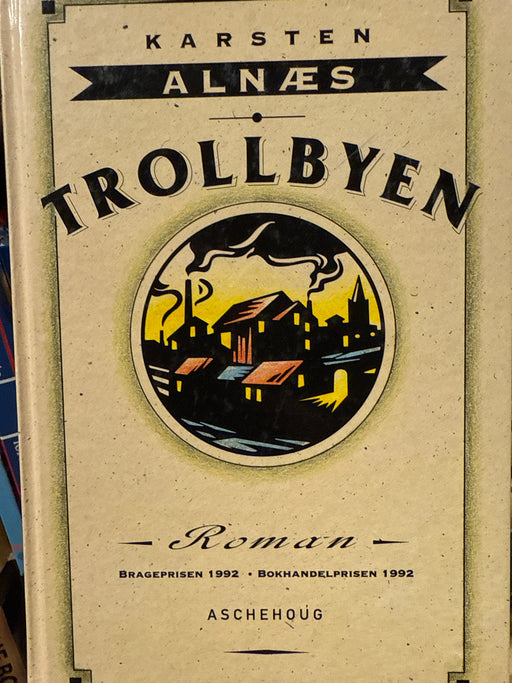 KARSTEN
ALNÆS
TROLLBYEN
Roman
BRAGEPRISEN 1992 • BOKHANDELPRISEN 1992
ASCHEHOUG